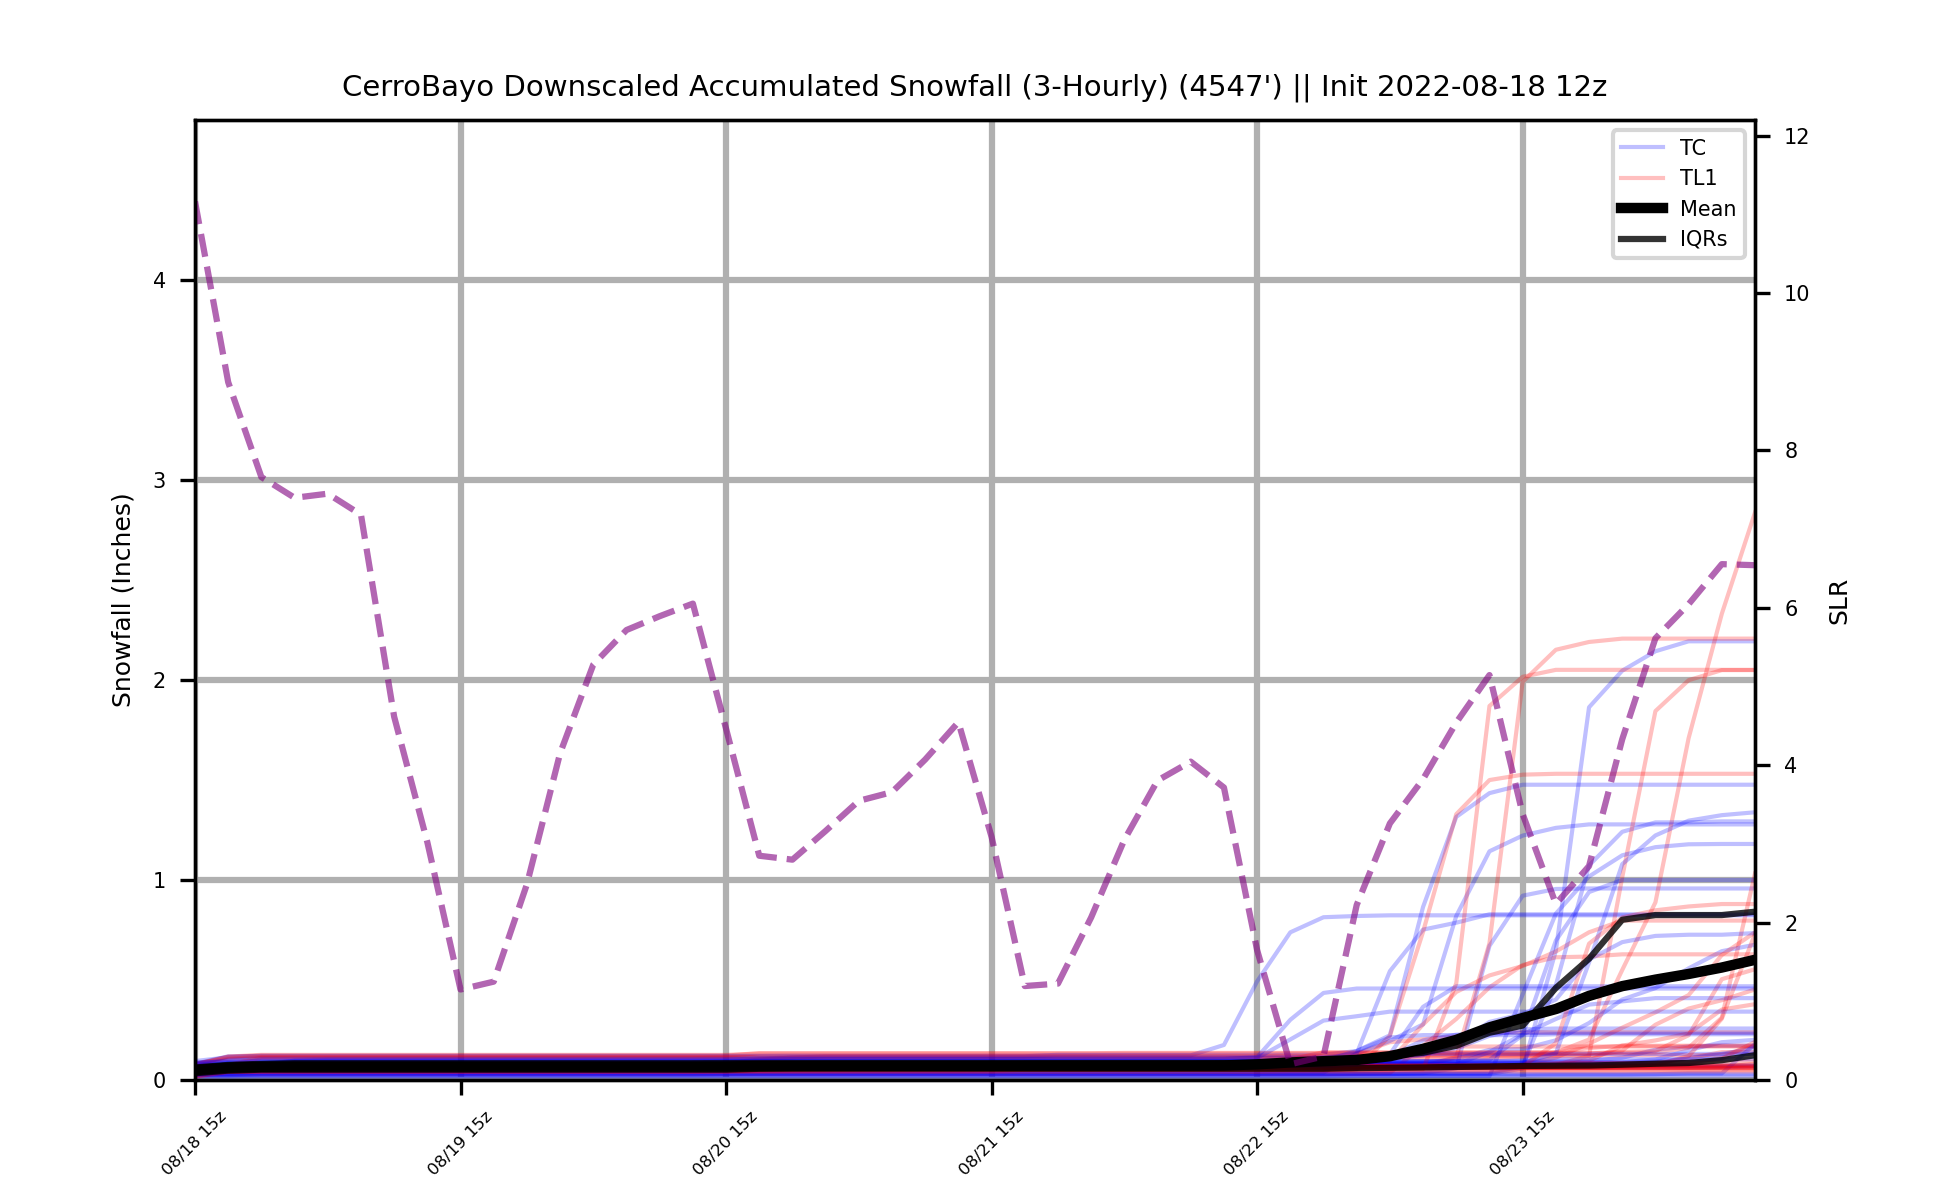 CerroBayo Downscaled Accumulated Snowfall (3-Hourly) (4547') || Init 2022-08-18 12z
TC
TL1
Mean
IQRs
Snowfall (Inches)
4
3
2
1
0
12
10
8
6
4
2
0
SLR
08/18 15z
08/19 15z
08/20 15z
08/21 15z
08/22 15z
08/23 15z